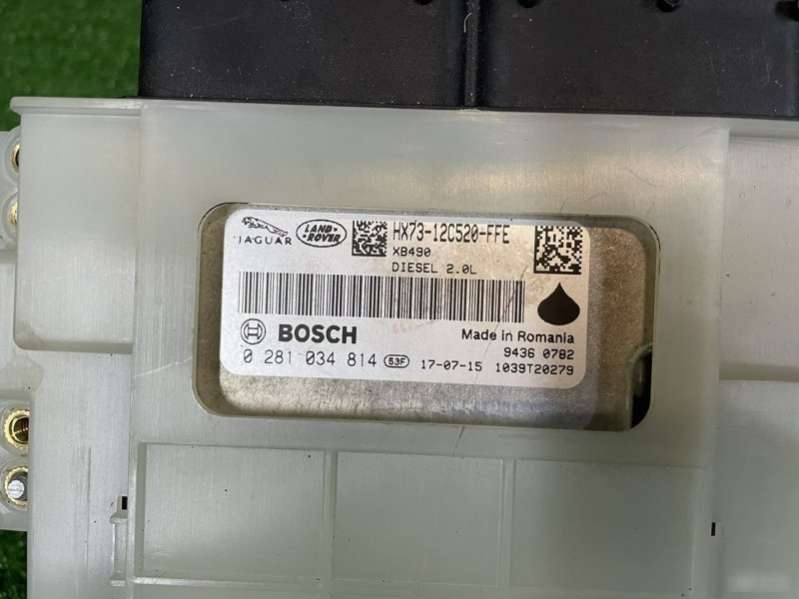 JAGUAR
LAND-ROVER
HX73-12C520-FFE
XB490
DIESEL 2.0L
BOSCH
Made in Romania
9436 0782
0 281 034 814 53F 17-07-15 1039T20279